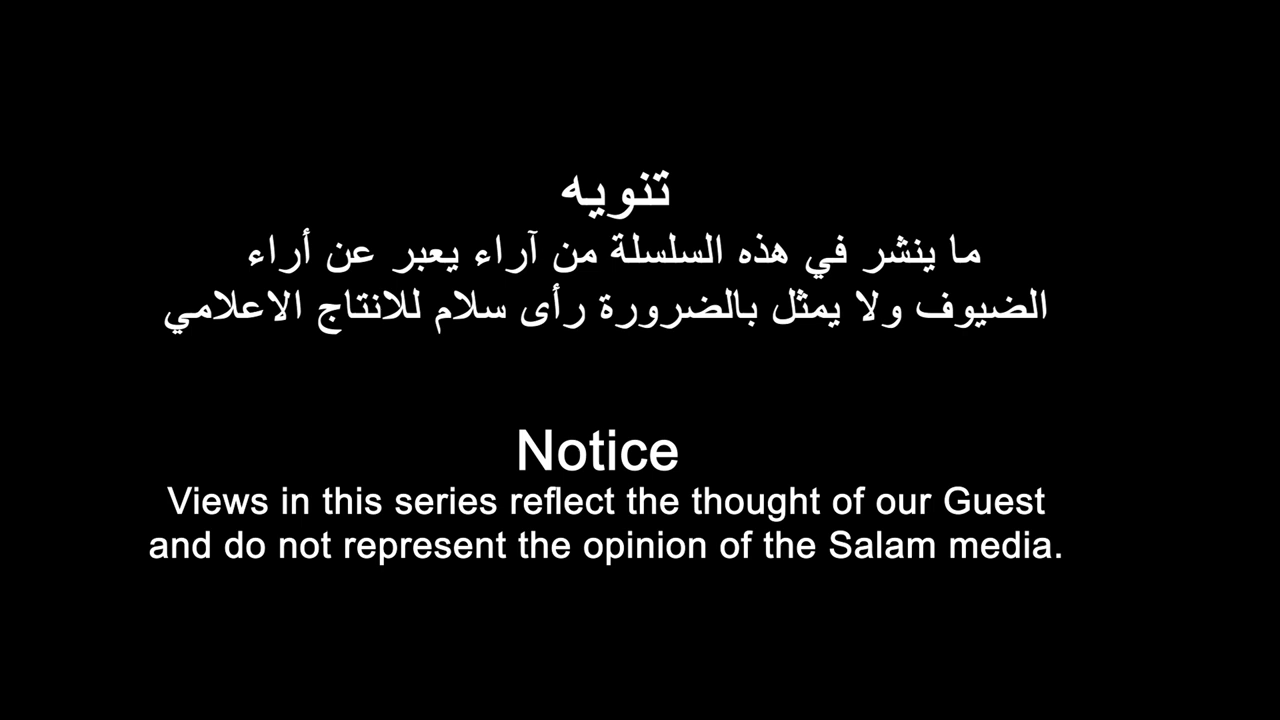 تنويه
ما ينشر في هذه السلسلة من آراء يعبر عن أراء
الضيوف ولا يمثل بالضرورة رأى سلام للانتاج الاعلامي
Notice
Views in this series reflect the thought of our Guest
and do not represent the opinion of the Salam media.